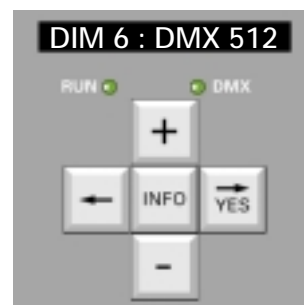 DIM 6 : DMX 512
RUN DMX
+
← INFO → YES
-